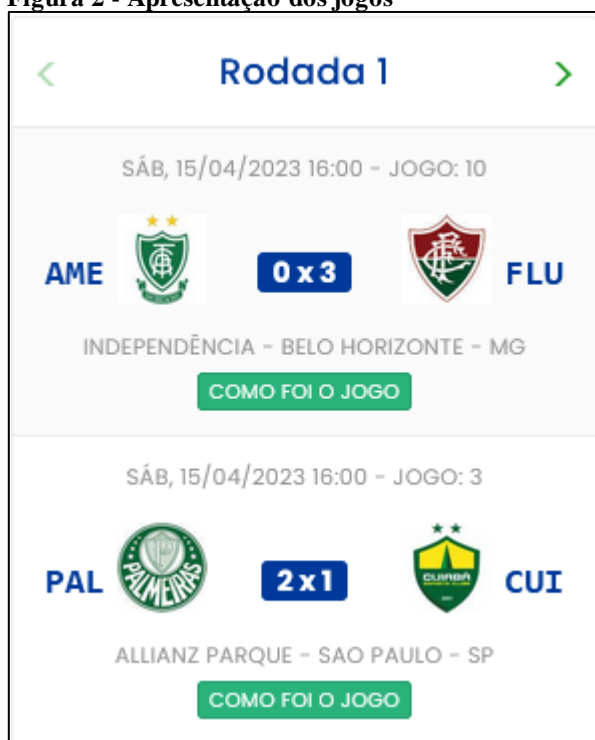 Figura 2 - Apresentação dos jogos
< Rodada 1 >
SÁB, 15/04/2023 16:00 - JOGO: 10
AME 0 x 3 FLU
INDEPENDÊNCIA - BELO HORIZONTE - MG
COMO FOI O JOGO
SÁB, 15/04/2023 16:00 - JOGO: 3
PAL PALMEIRAS 2 x 1 CUIABÁ CUI
ALLIANZ PARQUE - SAO PAULO - SP
COMO FOI O JOGO